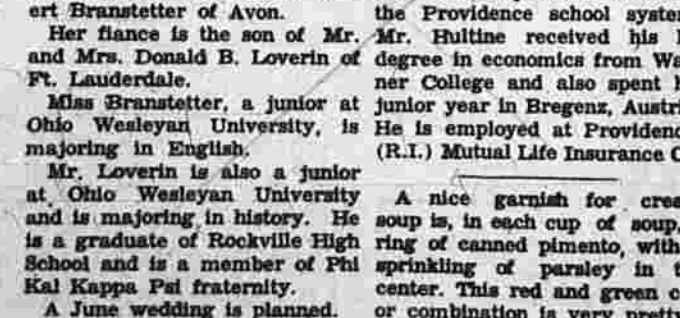 ert Branstetter of Avon.
Her fiance is the son of Mr.
and Mrs. Donald B. Loverin of
Ft. Lauderdale.
Miss Branstetter, a junior at
Ohio Wesleyan University, is
majoring in English.
Mr. Loverin is also a junior
at Ohio Wesleyan University
and is majoring in history. He
is a graduate of Rockville High
School and is a member of Phi
Kal Kappa Psi fraternity.
A June wedding is planned.
the Providence school system
Mr. Hultine received his
degree in economics from
ner College and also spent
junior year in Bregenz, Austri
He is employed at Providenc
(R.I.) Mutual Life Insurance C
A nice garnish for crea
soup is, in each cup of soup,
ring of canned pimento, with
sprinkling of parsley in t
center. This red and green c
or combination is very pretty